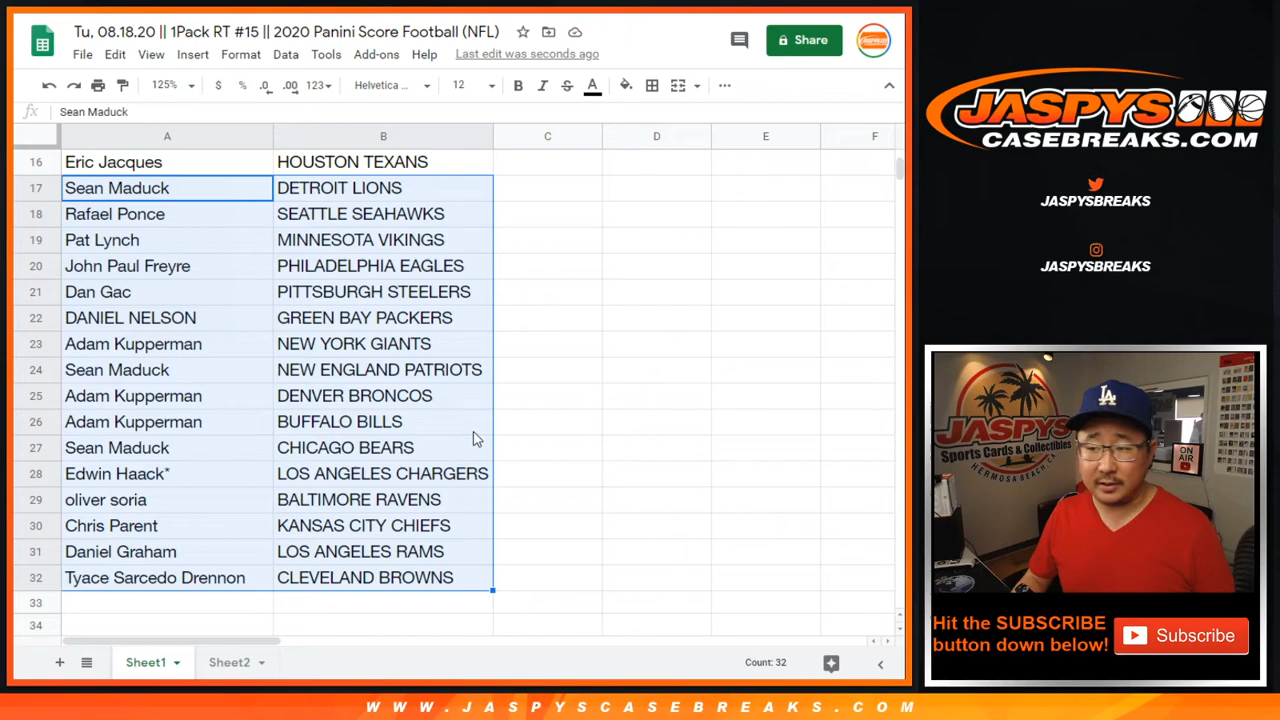 Tu, 08.18.20 || 1Pack RT #15 || 2020 Panini Score Football (NFL)
File Edit View Insert Format Data Tools Add-ons Help Last edit was seconds ago
Share
125% $ % .0 .00 123 Helvetica ... 12 B I S A
fx Sean Maduck
A B C D E F
16 Eric Jacques HOUSTON TEXANS
17 Sean Maduck DETROIT LIONS
18 Rafael Ponce SEATTLE SEAHAWKS
19 Pat Lynch MINNESOTA VIKINGS
20 John Paul Freyre PHILADELPHIA EAGLES
21 Dan Gac PITTSBURGH STEELERS
22 DANIEL NELSON GREEN BAY PACKERS
23 Adam Kupperman NEW YORK GIANTS
24 Sean Maduck NEW ENGLAND PATRIOTS
25 Adam Kupperman DENVER BRONCOS
26 Adam Kupperman BUFFALO BILLS
27 Sean Maduck CHICAGO BEARS
28 Edwin Haack* LOS ANGELES CHARGERS
29 oliver soria BALTIMORE RAVENS
30 Chris Parent KANSAS CITY CHIEFS
31 Daniel Graham LOS ANGELES RAMS
32 Tyace Sarcedo Drennon CLEVELAND BROWNS
33
34
Sheet1 Sheet2 Count: 32
JASPYS
CASEBREAKS.COM
JASPYSBREAKS
JASPYSBREAKS
JASPYS
Sports Cards & Collectibles
HERMOSA BEACH, CA
LA
ON AIR
Hit the SUBSCRIBE
button down below!
Subscribe
WWW.JASPYSCASEBREAKS.COM